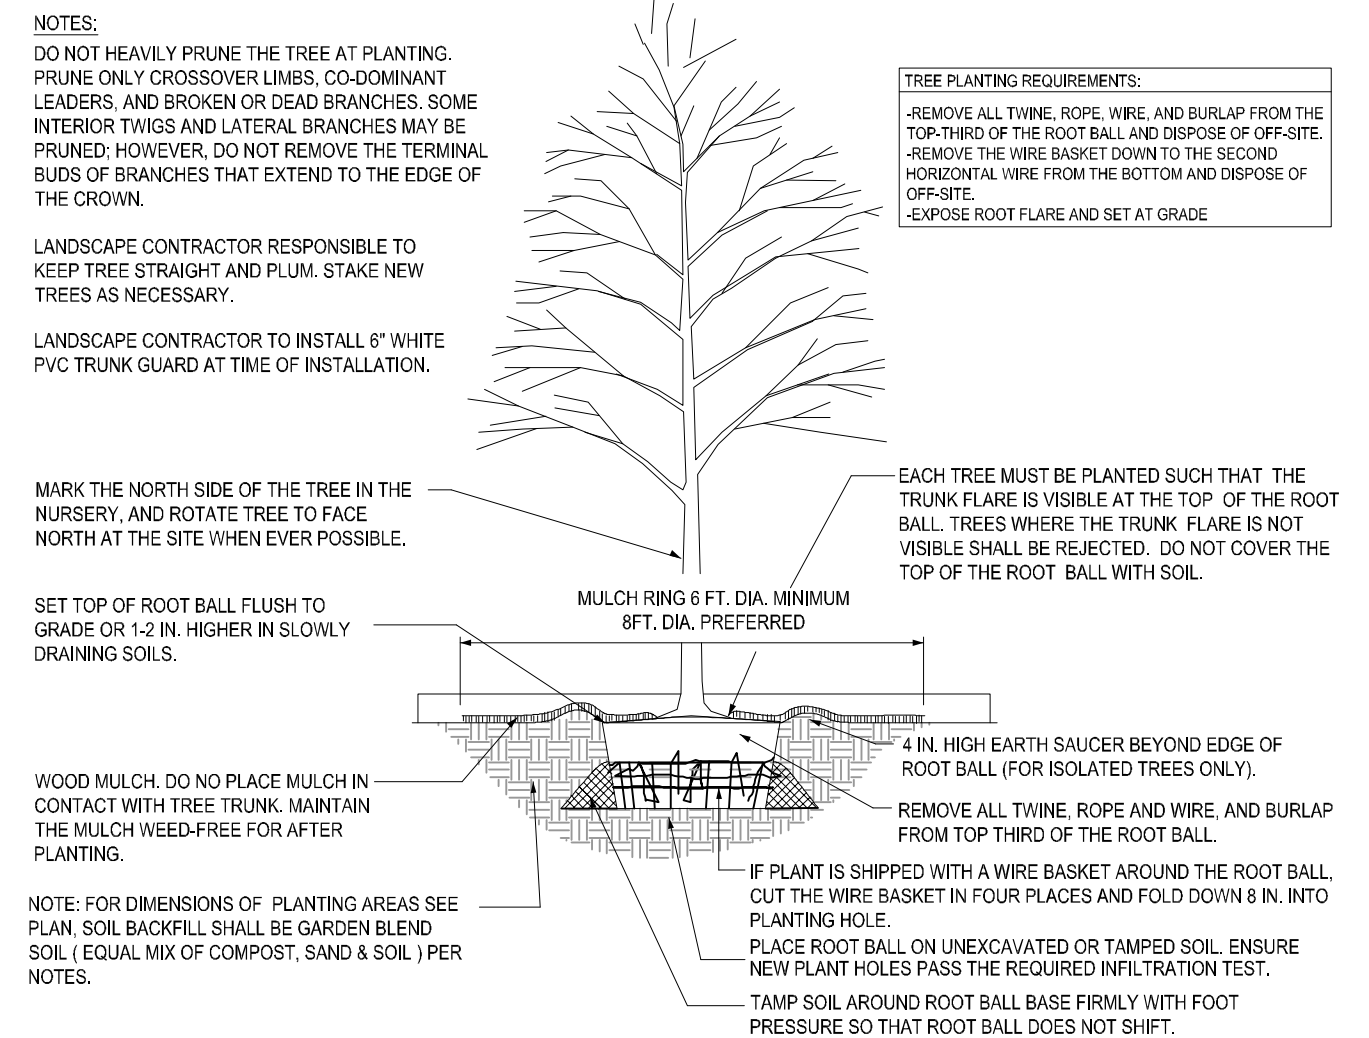 NOTES:
DO NOT HEAVILY PRUNE THE TREE AT PLANTING.
PRUNE ONLY CROSSOVER LIMBS, CO-DOMINANT
LEADERS, AND BROKEN OR DEAD BRANCHES. SOME
INTERIOR TWIGS AND LATERAL BRANCHES MAY BE
PRUNED; HOWEVER, DO NOT REMOVE THE TERMINAL
BUDS OF BRANCHES THAT EXTEND TO THE EDGE OF
THE CROWN.
LANDSCAPE CONTRACTOR RESPONSIBLE TO
KEEP TREE STRAIGHT AND PLUM. STAKE NEW
TREES AS NECESSARY.
LANDSCAPE CONTRACTOR TO INSTALL 6" WHITE
PVC TRUNK GUARD AT TIME OF INSTALLATION.
TREE PLANTING REQUIREMENTS:
-REMOVE ALL TWINE, ROPE, WIRE, AND BURLAP FROM THE
TOP-THIRD OF THE ROOT BALL AND DISPOSE OF OFF-SITE.
-REMOVE THE WIRE BASKET DOWN TO THE SECOND
HORIZONTAL WIRE FROM THE BOTTOM AND DISPOSE OF
OFF-SITE.
-EXPOSE ROOT FLARE AND SET AT GRADE
MARK THE NORTH SIDE OF THE TREE IN THE
NURSERY, AND ROTATE TREE TO FACE
NORTH AT THE SITE WHEN EVER POSSIBLE.
EACH TREE MUST BE PLANTED SUCH THAT THE
TRUNK FLARE IS VISIBLE AT THE TOP OF THE ROOT
BALL. TREES WHERE THE TRUNK FLARE IS NOT
VISIBLE SHALL BE REJECTED. DO NOT COVER THE
TOP OF THE ROOT BALL WITH SOIL.
MULCH RING 6 FT. DIA. MINIMUM
8FT. DIA. PREFERRED
SET TOP OF ROOT BALL FLUSH TO
GRADE OR 1-2 IN. HIGHER IN SLOWLY
DRAINING SOILS.
4 IN. HIGH EARTH SAUCER BEYOND EDGE OF
ROOT BALL (FOR ISOLATED TREES ONLY).
WOOD MULCH. DO NO PLACE MULCH IN
CONTACT WITH TREE TRUNK. MAINTAIN
THE MULCH WEED-FREE FOR AFTER
PLANTING.
REMOVE ALL TWINE, ROPE AND WIRE, AND BURLAP
FROM TOP THIRD OF THE ROOT BALL.
IF PLANT IS SHIPPED WITH A WIRE BASKET AROUND THE ROOT BALL,
CUT THE WIRE BASKET IN FOUR PLACES AND FOLD DOWN 8 IN. INTO
PLANTING HOLE.
NOTE: FOR DIMENSIONS OF PLANTING AREAS SEE
PLAN, SOIL BACKFILL SHALL BE GARDEN BLEND
SOIL ( EQUAL MIX OF COMPOST, SAND & SOIL ) PER
NOTES.
PLACE ROOT BALL ON UNEXCAVATED OR TAMPED SOIL. ENSURE
NEW PLANT HOLES PASS THE REQUIRED INFILTRATION TEST.
TAMP SOIL AROUND ROOT BALL BASE FIRMLY WITH FOOT
PRESSURE SO THAT ROOT BALL DOES NOT SHIFT.